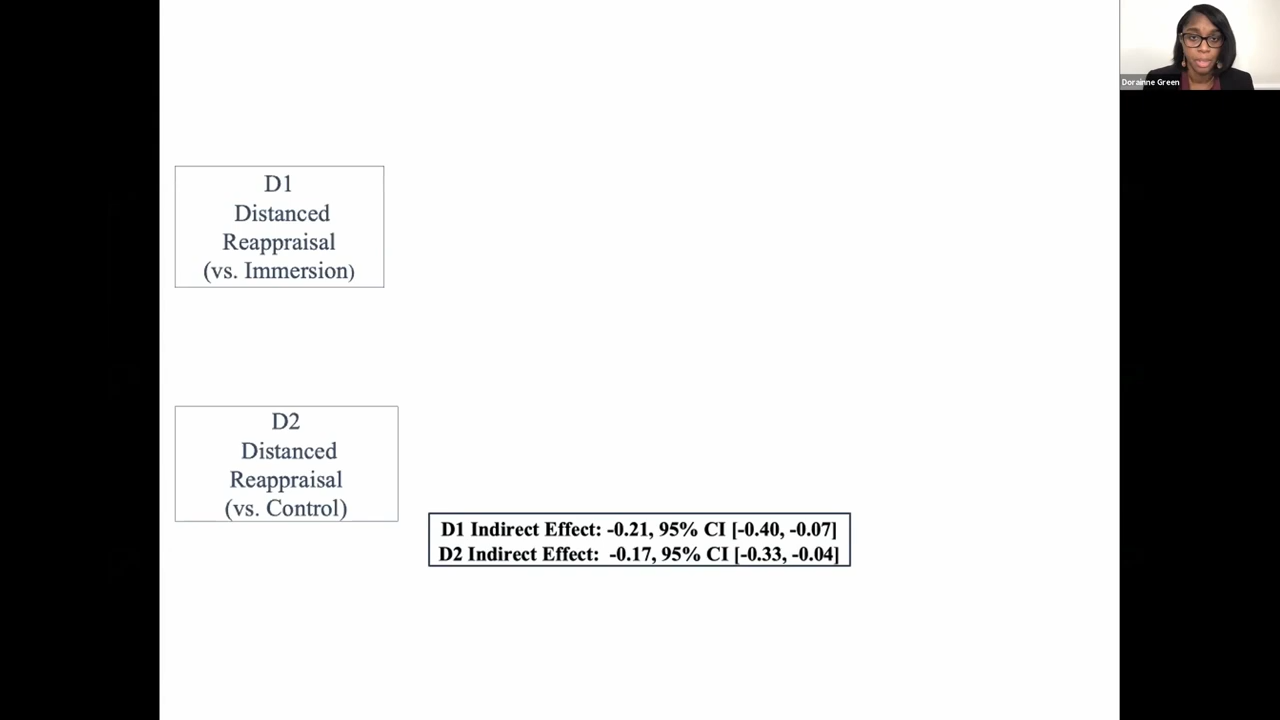 Dorainne Green
D1
Distanced
Reappraisal
(vs. Immersion)
D2
Distanced
Reappraisal
(vs. Control)
D1 Indirect Effect: -0.21, 95% CI [-0.40, -0.07]
D2 Indirect Effect: -0.17, 95% CI [-0.33, -0.04]